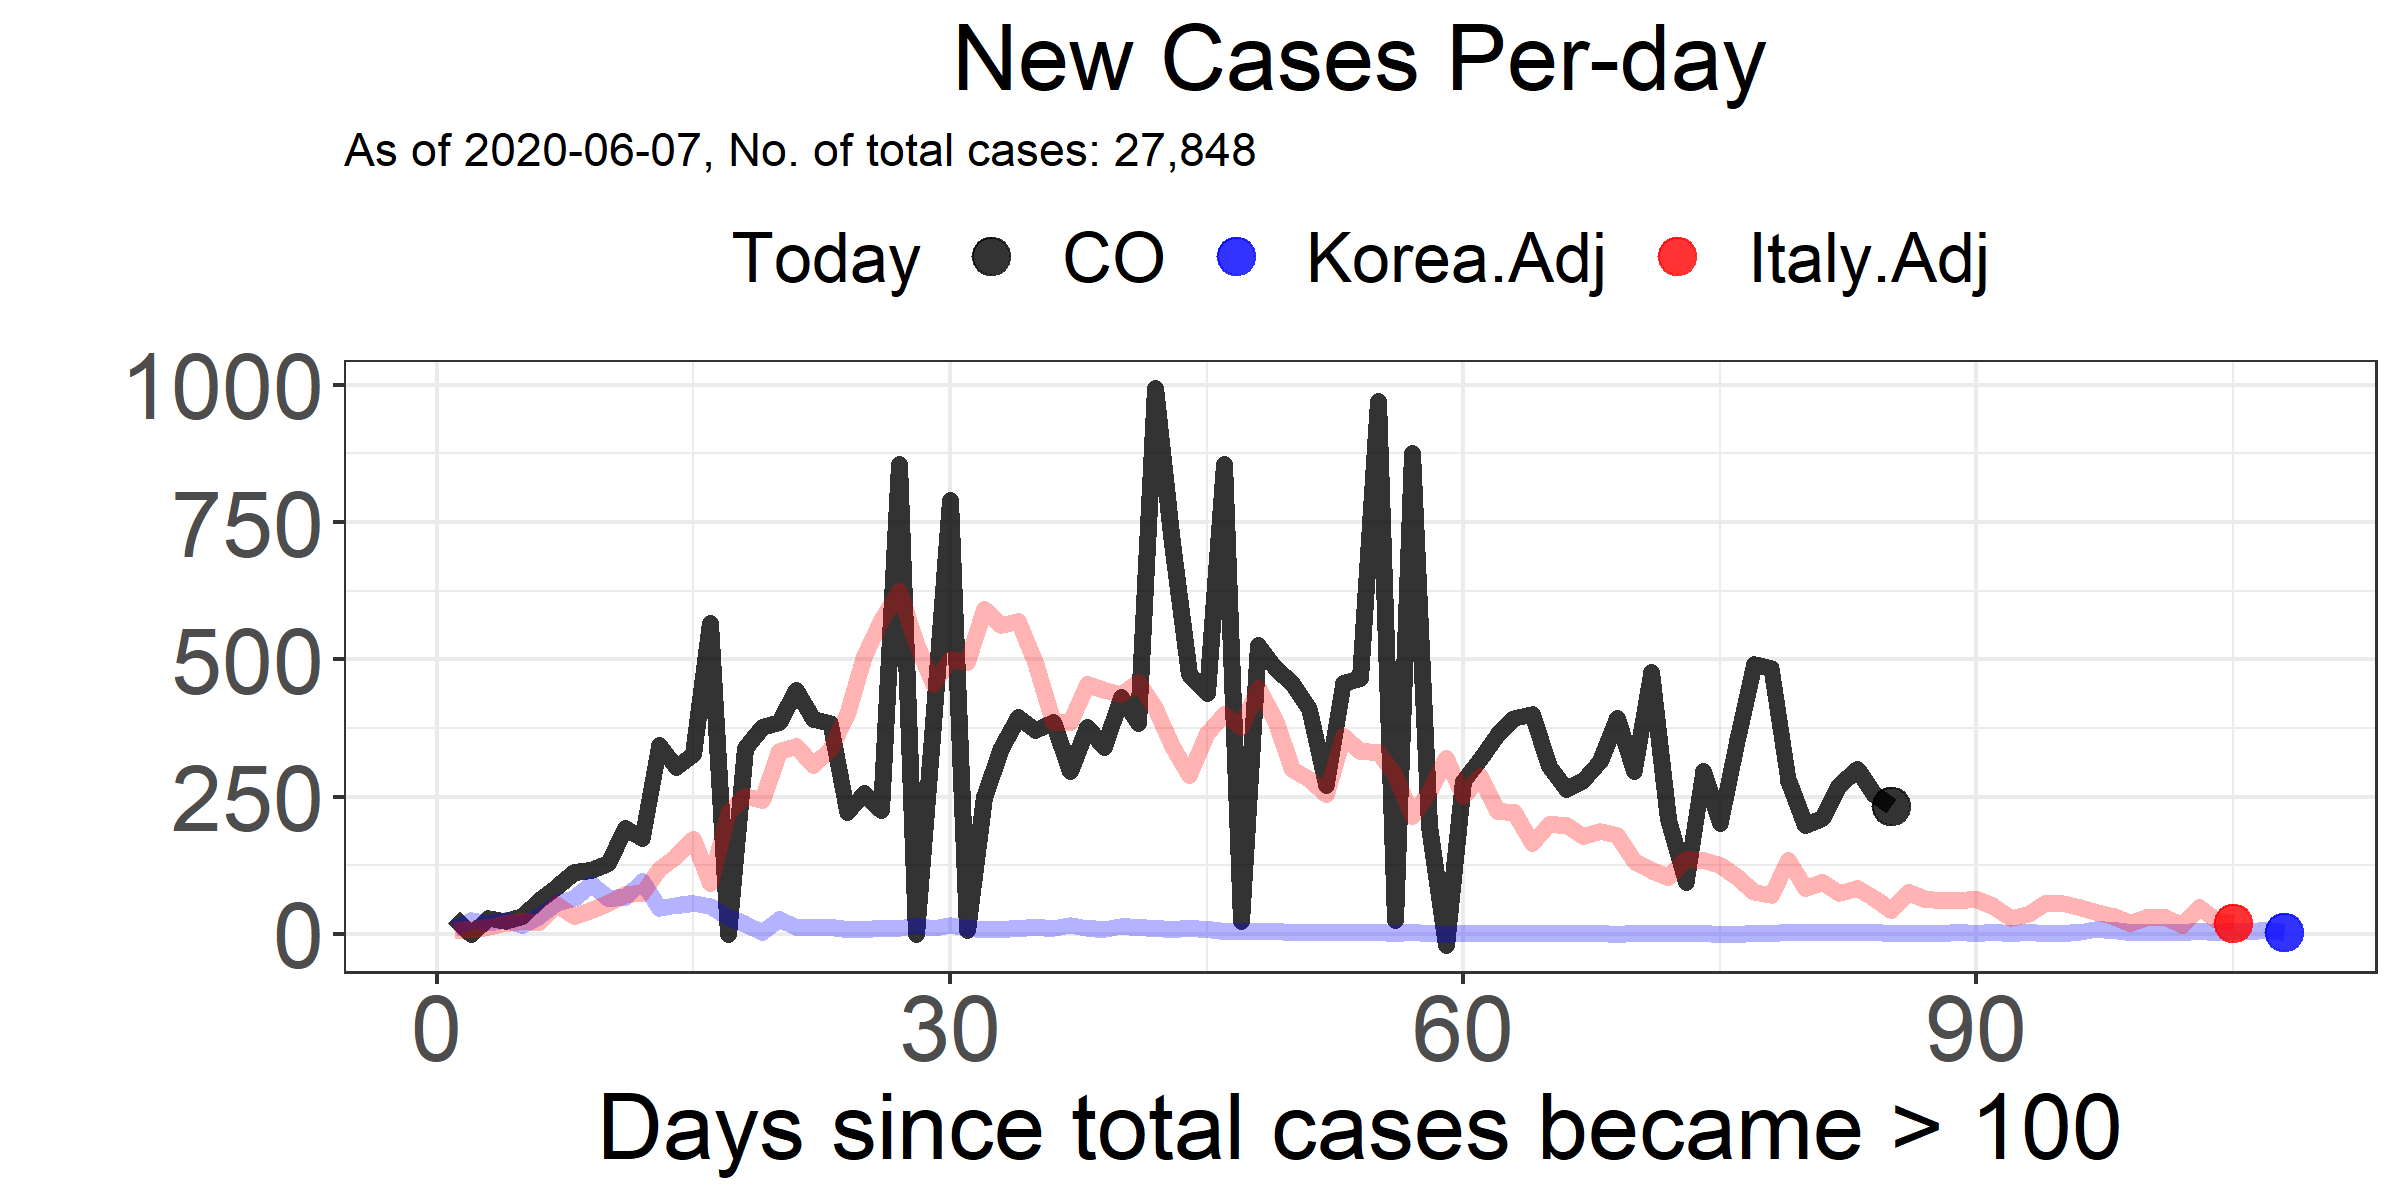 New Cases Per-day
As of 2020-06-07, No. of total cases: 27,848
Today CO Korea.Adj Italy.Adj
1000
750
500
250
0
0 30 60 90
Days since total cases became > 100